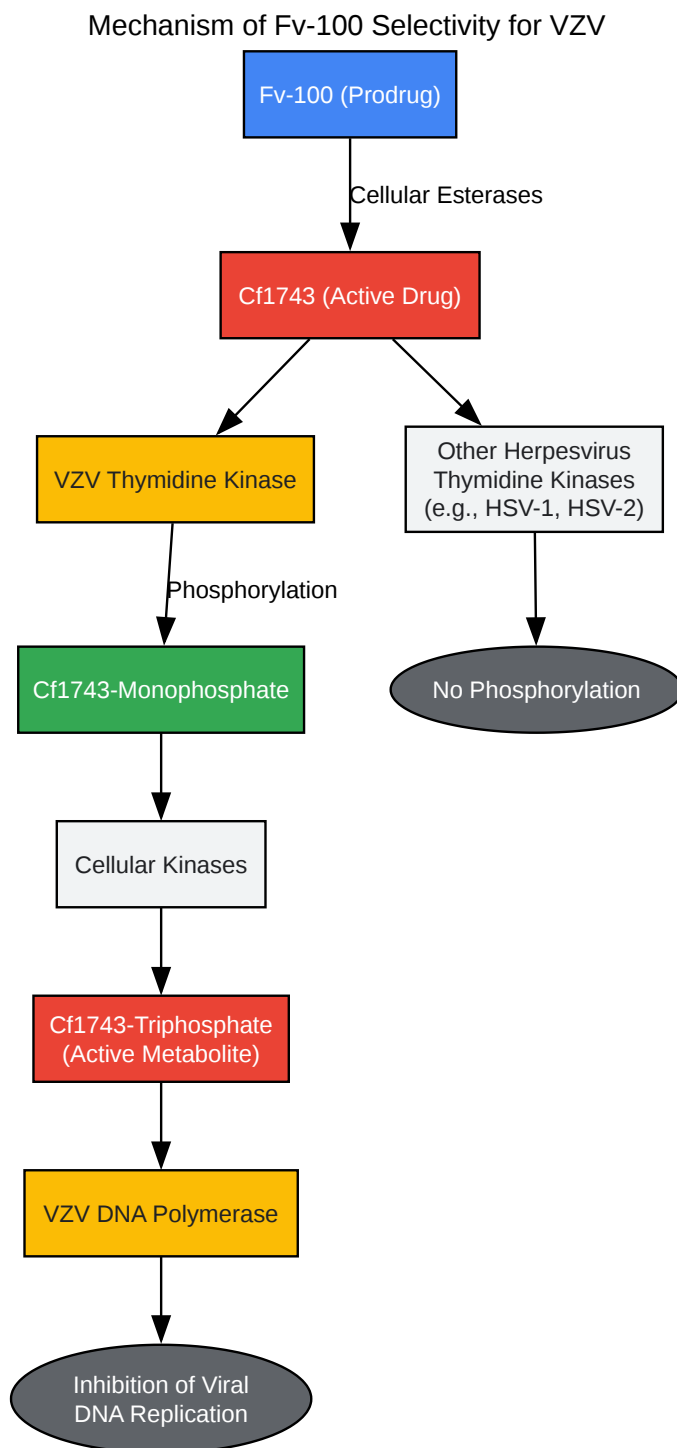 Mechanism of Fv-100 Selectivity for VZV
Fv-100 (Prodrug)
Cellular Esterases
Cf1743 (Active Drug)
VZV Thymidine Kinase
Other Herpesvirus
Thymidine Kinases
(e.g., HSV-1, HSV-2)
Phosphorylation
Cf1743-Monophosphate
No Phosphorylation
Cellular Kinases
Cf1743-Triphosphate
(Active Metabolite)
VZV DNA Polymerase
Inhibition of Viral
DNA Replication